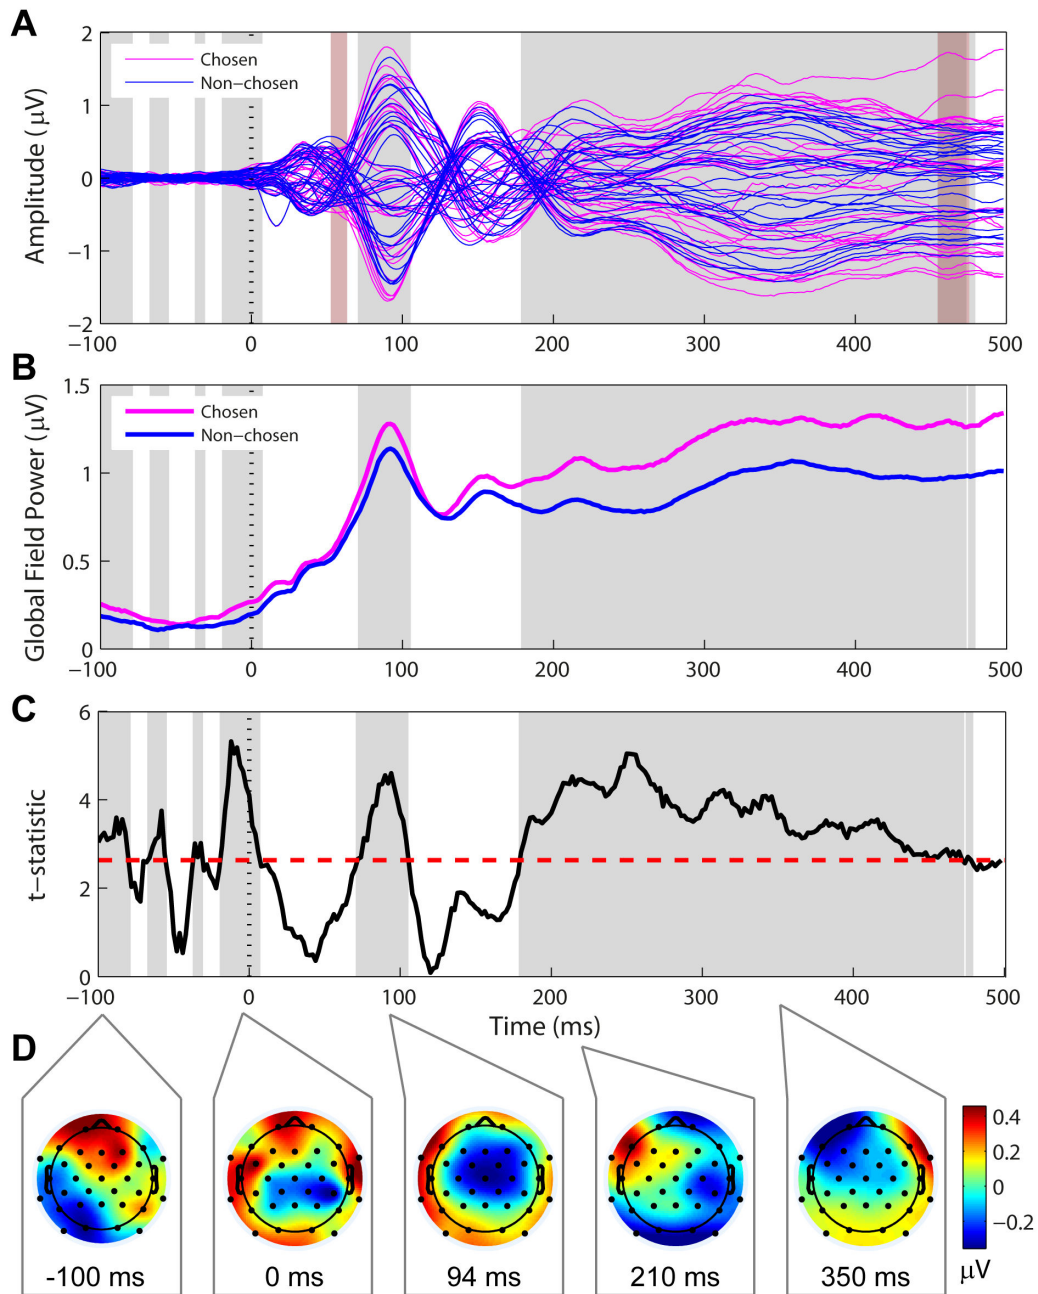 A
Amplitude (μV)
2
1
0
−1
−2
Chosen
Non−chosen
−100 0 100 200 300 400 500
B
Global Field Power (μV)
1.5
1
0.5
0
Chosen
Non−chosen
−100 0 100 200 300 400 500
C
t−statistic
6
4
2
0
−100 0 100 200 300 400 500
Time (ms)
D
-100 ms
0 ms
94 ms
210 ms
350 ms
0.4
0.2
0
−0.2
μV